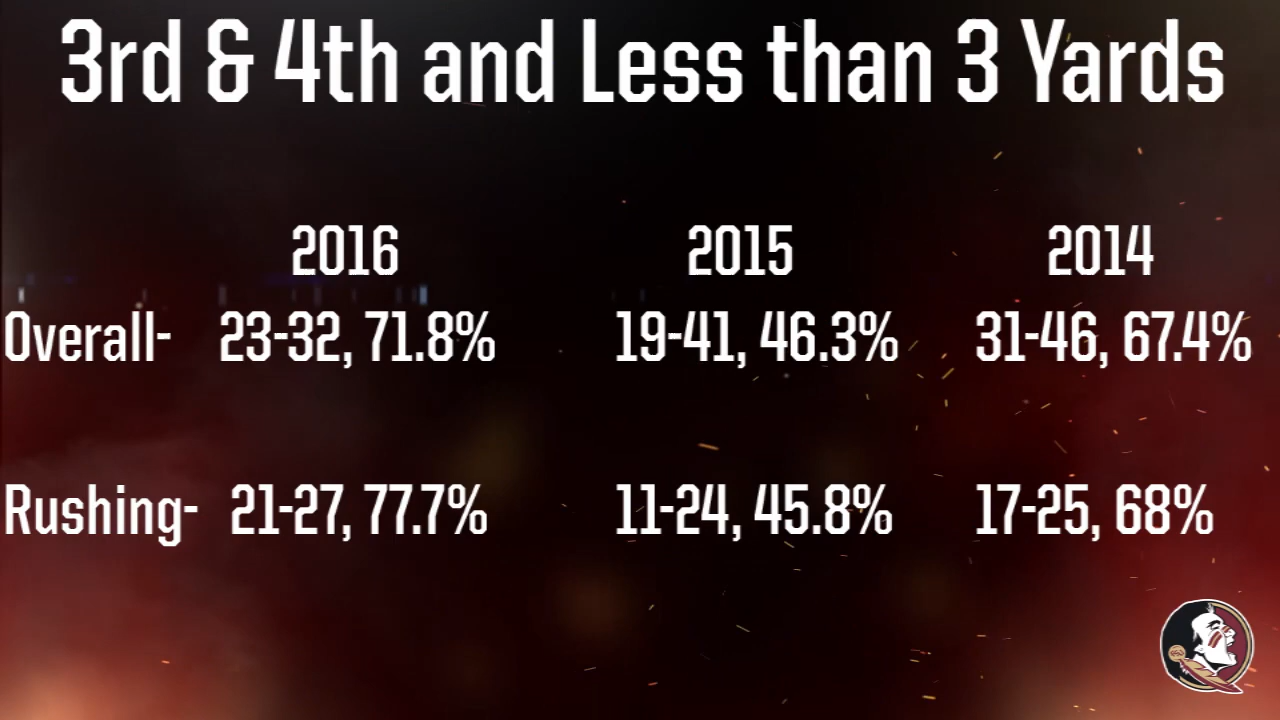 3rd & 4th and Less than 3 Yards
2016 2015 2014
Overall- 23-32, 71.8% 19-41, 46.3% 31-46, 67.4%
Rushing- 21-27, 77.7% 11-24, 45.8% 17-25, 68%